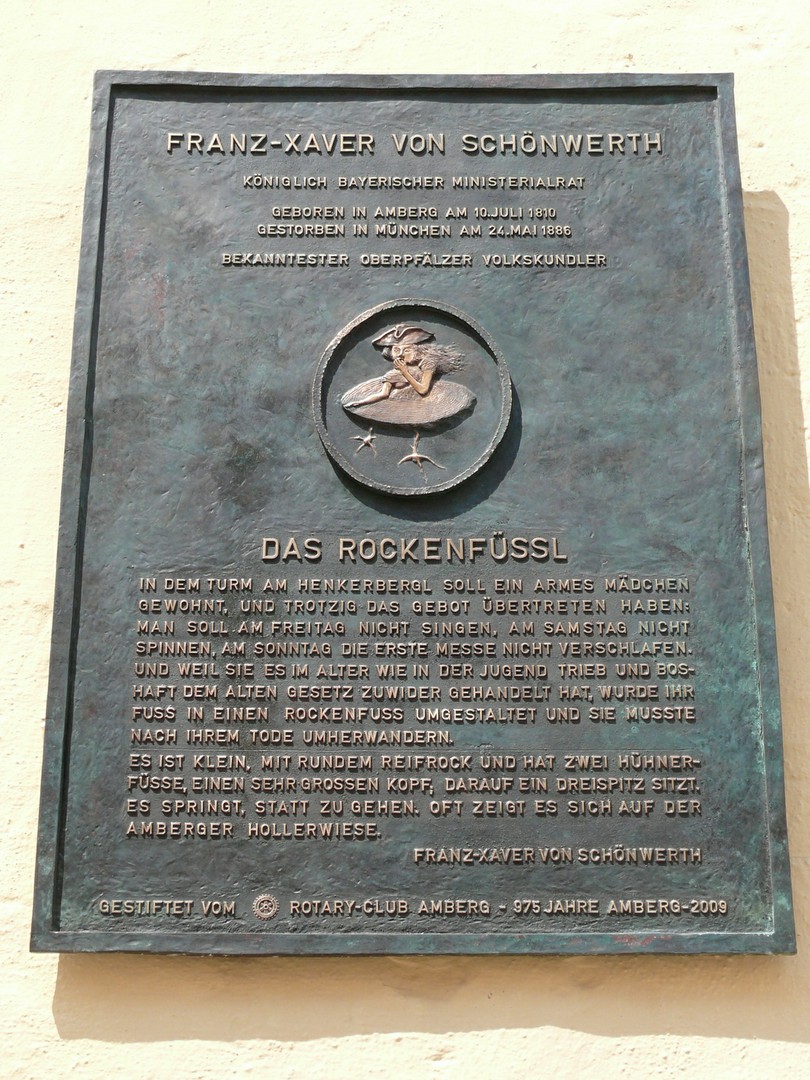 FRANZ-XAVER VON SCHÖNWERTH
KÖNIGLICH BAYERISCHER MINISTERIALRAT
GEBOREN IN AMBERG AM 10.JULI 1810
GESTORBEN IN MÜNCHEN AM 24.MAI 1886
BEKANNTESTER OBERPFÄLZER VOLKSKUNDLER
DAS ROCKENFÜSSL
IN DEM TURM AM HENKERBERGL SOLL EIN ARMES MÄDCHEN
GEWOHNT, UND TROTZIG DAS GEBOT ÜBERTRETEN HABEN:
MAN SOLL AM FREITAG NICHT SINGEN, AM SAMSTAG NICHT
SPINNEN, AM SONNTAG DIE ERSTE MESSE NICHT VERSCHLAFEN.
UND WEIL SIE ES IM ALTER WIE IN DER JUGEND TRIEB UND BOS-
HAFT DEM ALTEN GESETZ ZUWIDER GEHANDELT HAT, WURDE IHR
FUSS IN EINEN ROCKENFUSS UMGESTALTET UND SIE MUSSTE
NACH IHREM TODE UMHERWANDERN.
ES IST KLEIN, MIT RUNDEM REIFROCK UND HAT ZWEI HÜHNER-
FÜSSE, EINEN SEHR GROSSEN KOPF, DARAUF EIN DREISPITZ SITZT.
ES SPRINGT, STATT ZU GEHEN. OFT ZEIGT ES SICH AUF DER
AMBERGER HOLLERWIESE.
FRANZ-XAVER VON SCHÖNWERTH
GESTIFTET VOM ROTARY-CLUB AMBERG - 975 JAHRE AMBERG-2009